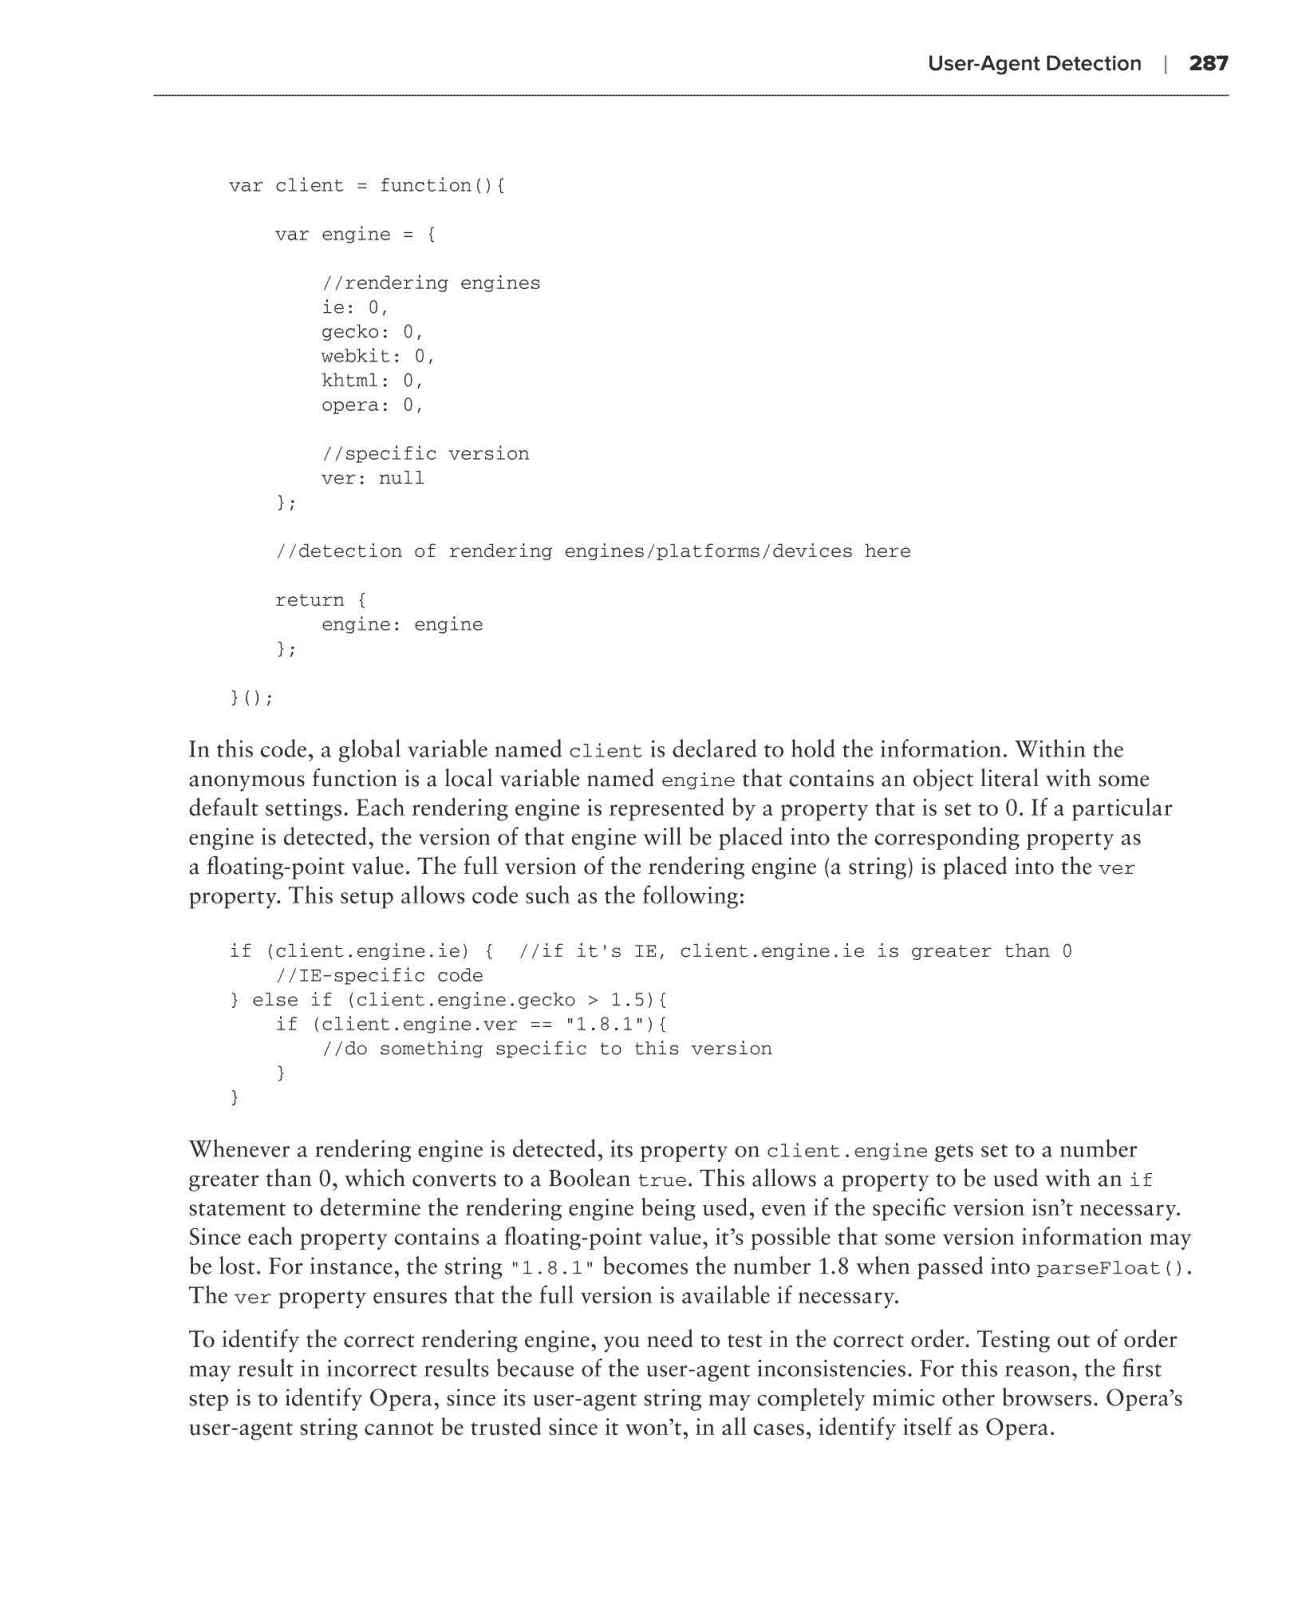 User-Agent Detection | 287
var client = function(){
var engine = {
//rendering engines
ie: 0,
gecko: 0,
webkit: 0,
khtml: 0,
opera: 0,
//specific version
ver: null
};
//detection of rendering engines/platforms/devices here
return {
engine: engine
};
}();
In this code, a global variable named client is declared to hold the information. Within the
anonymous function is a local variable named engine that contains an object literal with some
default settings. Each rendering engine is represented by a property that is set to 0. If a particular
engine is detected, the version of that engine will be placed into the corresponding property as
a floating-point value. The full version of the rendering engine (a string) is placed into the ver
property. This setup allows code such as the following:
if (client.engine.ie) { //if it's IE, client.engine.ie is greater than 0
//IE-specific code
} else if (client.engine.gecko > 1.5){
if (client.engine.ver == "1.8.1"){
//do something specific to this version
}
}
Whenever a rendering engine is detected, its property on client.engine gets set to a number
greater than 0, which converts to a Boolean true. This allows a property to be used with an if
statement to determine the rendering engine being used, even if the specific version isn't necessary.
Since each property contains a floating-point value, it's possible that some version information may
be lost. For instance, the string "1.8.1" becomes the number 1.8 when passed into parseFloat().
The ver property ensures that the full version is available if necessary.
To identify the correct rendering engine, you need to test in the correct order. Testing out of order
may result in incorrect results because of the user-agent inconsistencies. For this reason, the first
step is to identify Opera, since its user-agent string may completely mimic other browsers. Opera's
user-agent string cannot be trusted since it won't, in all cases, identify itself as Opera.